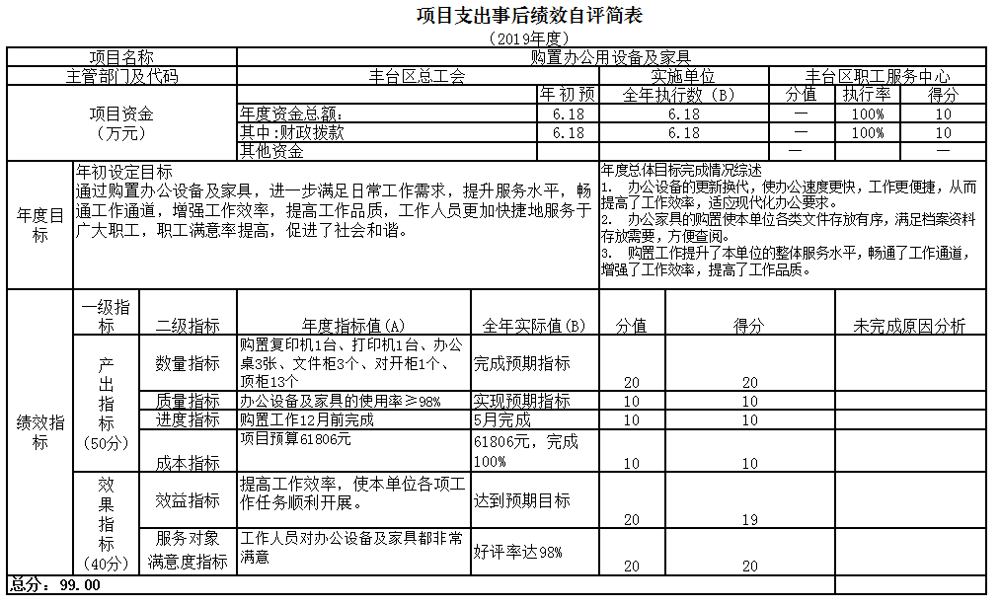 项目支出事后绩效自评简表
（2019年度）
项目名称 购置办公用设备及家具
主管部门及代码 丰台区总工会 实施单位 丰台区职工服务中心
项目资金
（万元）
年初预 全年执行数（B） 分值 执行率 得分
年度资金总额： 6.18 6.18 — 100% 10
其中:财政拨款 6.18 6.18 — 100% 10
其他资金 — —
年度目
标
年初设定目标
通过购置办公设备及家具，进一步满足日常工作需求，提升服务水平，畅
通工作通道，增强工作效率，提高工作品质，工作人员更加快捷地服务于
广大职工，职工满意率提高，促进了社会和谐。
年度总体目标完成情况综述
1. 办公设备的更新换代，使办公速度更快，工作更便捷，从而
提高了工作效率，适应现代化办公要求。
2. 办公家具的购置使本单位各类文件存放有序，满足档案资料
存放需要，方便查阅。
3. 购置工作提升了本单位的整体服务水平，畅通了工作通道，
增强了工作效率，提高了工作品质。
绩效指
标
一级指
标
二级指标 年度指标值(A) 全年实际值(B) 分值 得分 未完成原因分析
产
出
指
标
(50分)
数量指标
购置复印机1台、打印机1台、办公
桌3张、文件柜3个、对开柜1个、
顶柜13个
完成预期指标
20 20
质量指标 办公设备及家具的使用率≥98% 实现预期指标 10 10
进度指标 购置工作12月前完成 5月完成 10 10
成本指标
项目预算61806元
61806元，完成
100%
10 10
效
果
指
标
(40分)
效益指标
提高工作效率，使本单位各项工
作任务顺利开展。
达到预期目标
20 19
服务对象
满意度指标
工作人员对办公设备及家具都非常
满意
好评率达98%
20 20
总分：99.00